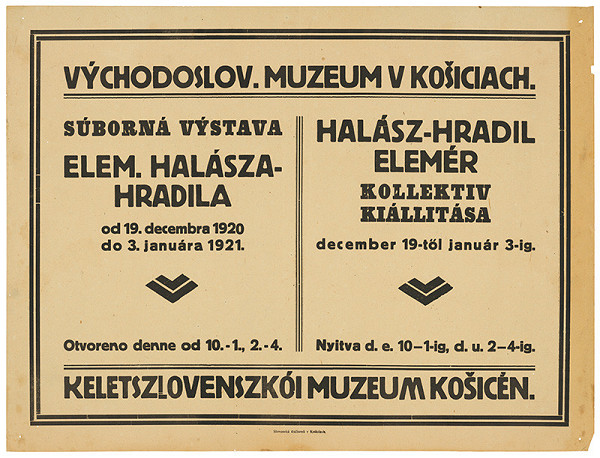 VÝCHODOSLOV. MUZEUM V KOŠICIACH.
SÚBORNÁ VÝSTAVA
ELEM. HALÁSZA-
HRADILA
od 19. decembra 1920
do 3. januára 1921.
Otvoreno denne od 10.-1., 2.-4.
HALÁSZ-HRADIL
ELEMÉR
KOLLEKTIV
KIÁLLITÁSA
december 19-től január 3-ig.
Nyitva d. e. 10–1-ig, d. u. 2–4-ig.
KELETSZLOVENSZKÓI MUZEUM KOŠICÉN.
v Košiciach.